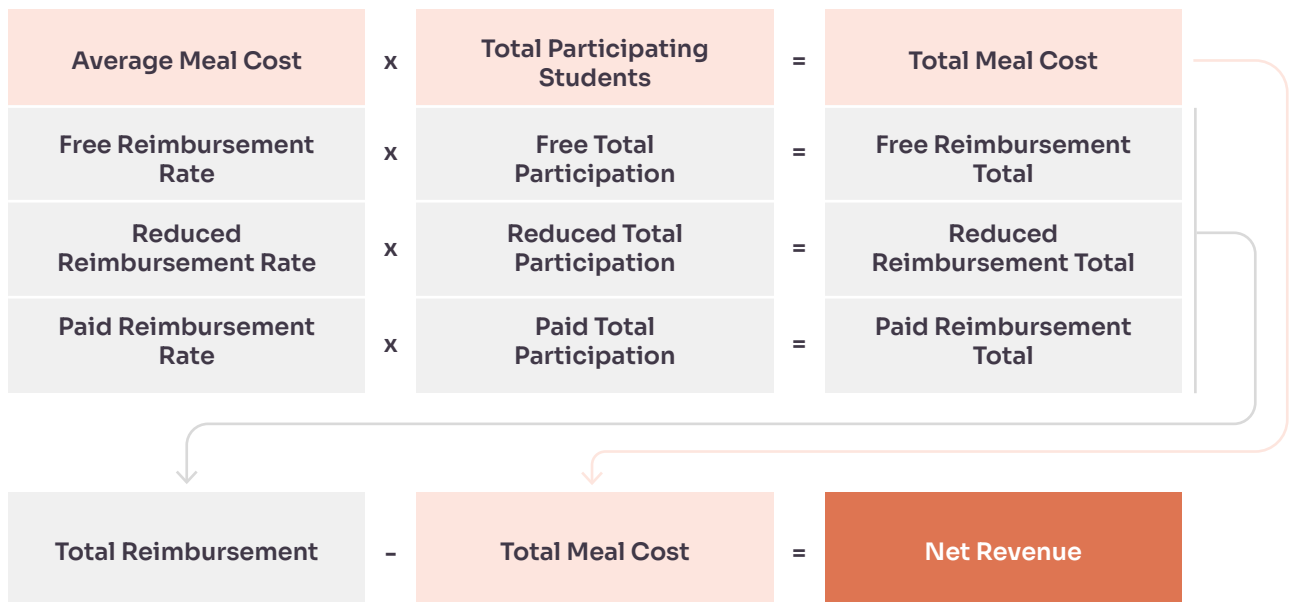 Average Meal Cost x Total Participating = Total Meal Cost
Students
Free Reimbursement x Free Total = Free Reimbursement
Rate Participation Total
Reduced x Reduced Total = Reduced
Reimbursement Rate Participation Reimbursement Total
Paid Reimbursement x Paid Total = Paid Reimbursement
Rate Participation Total
Total Reimbursement - Total Meal Cost = Net Revenue